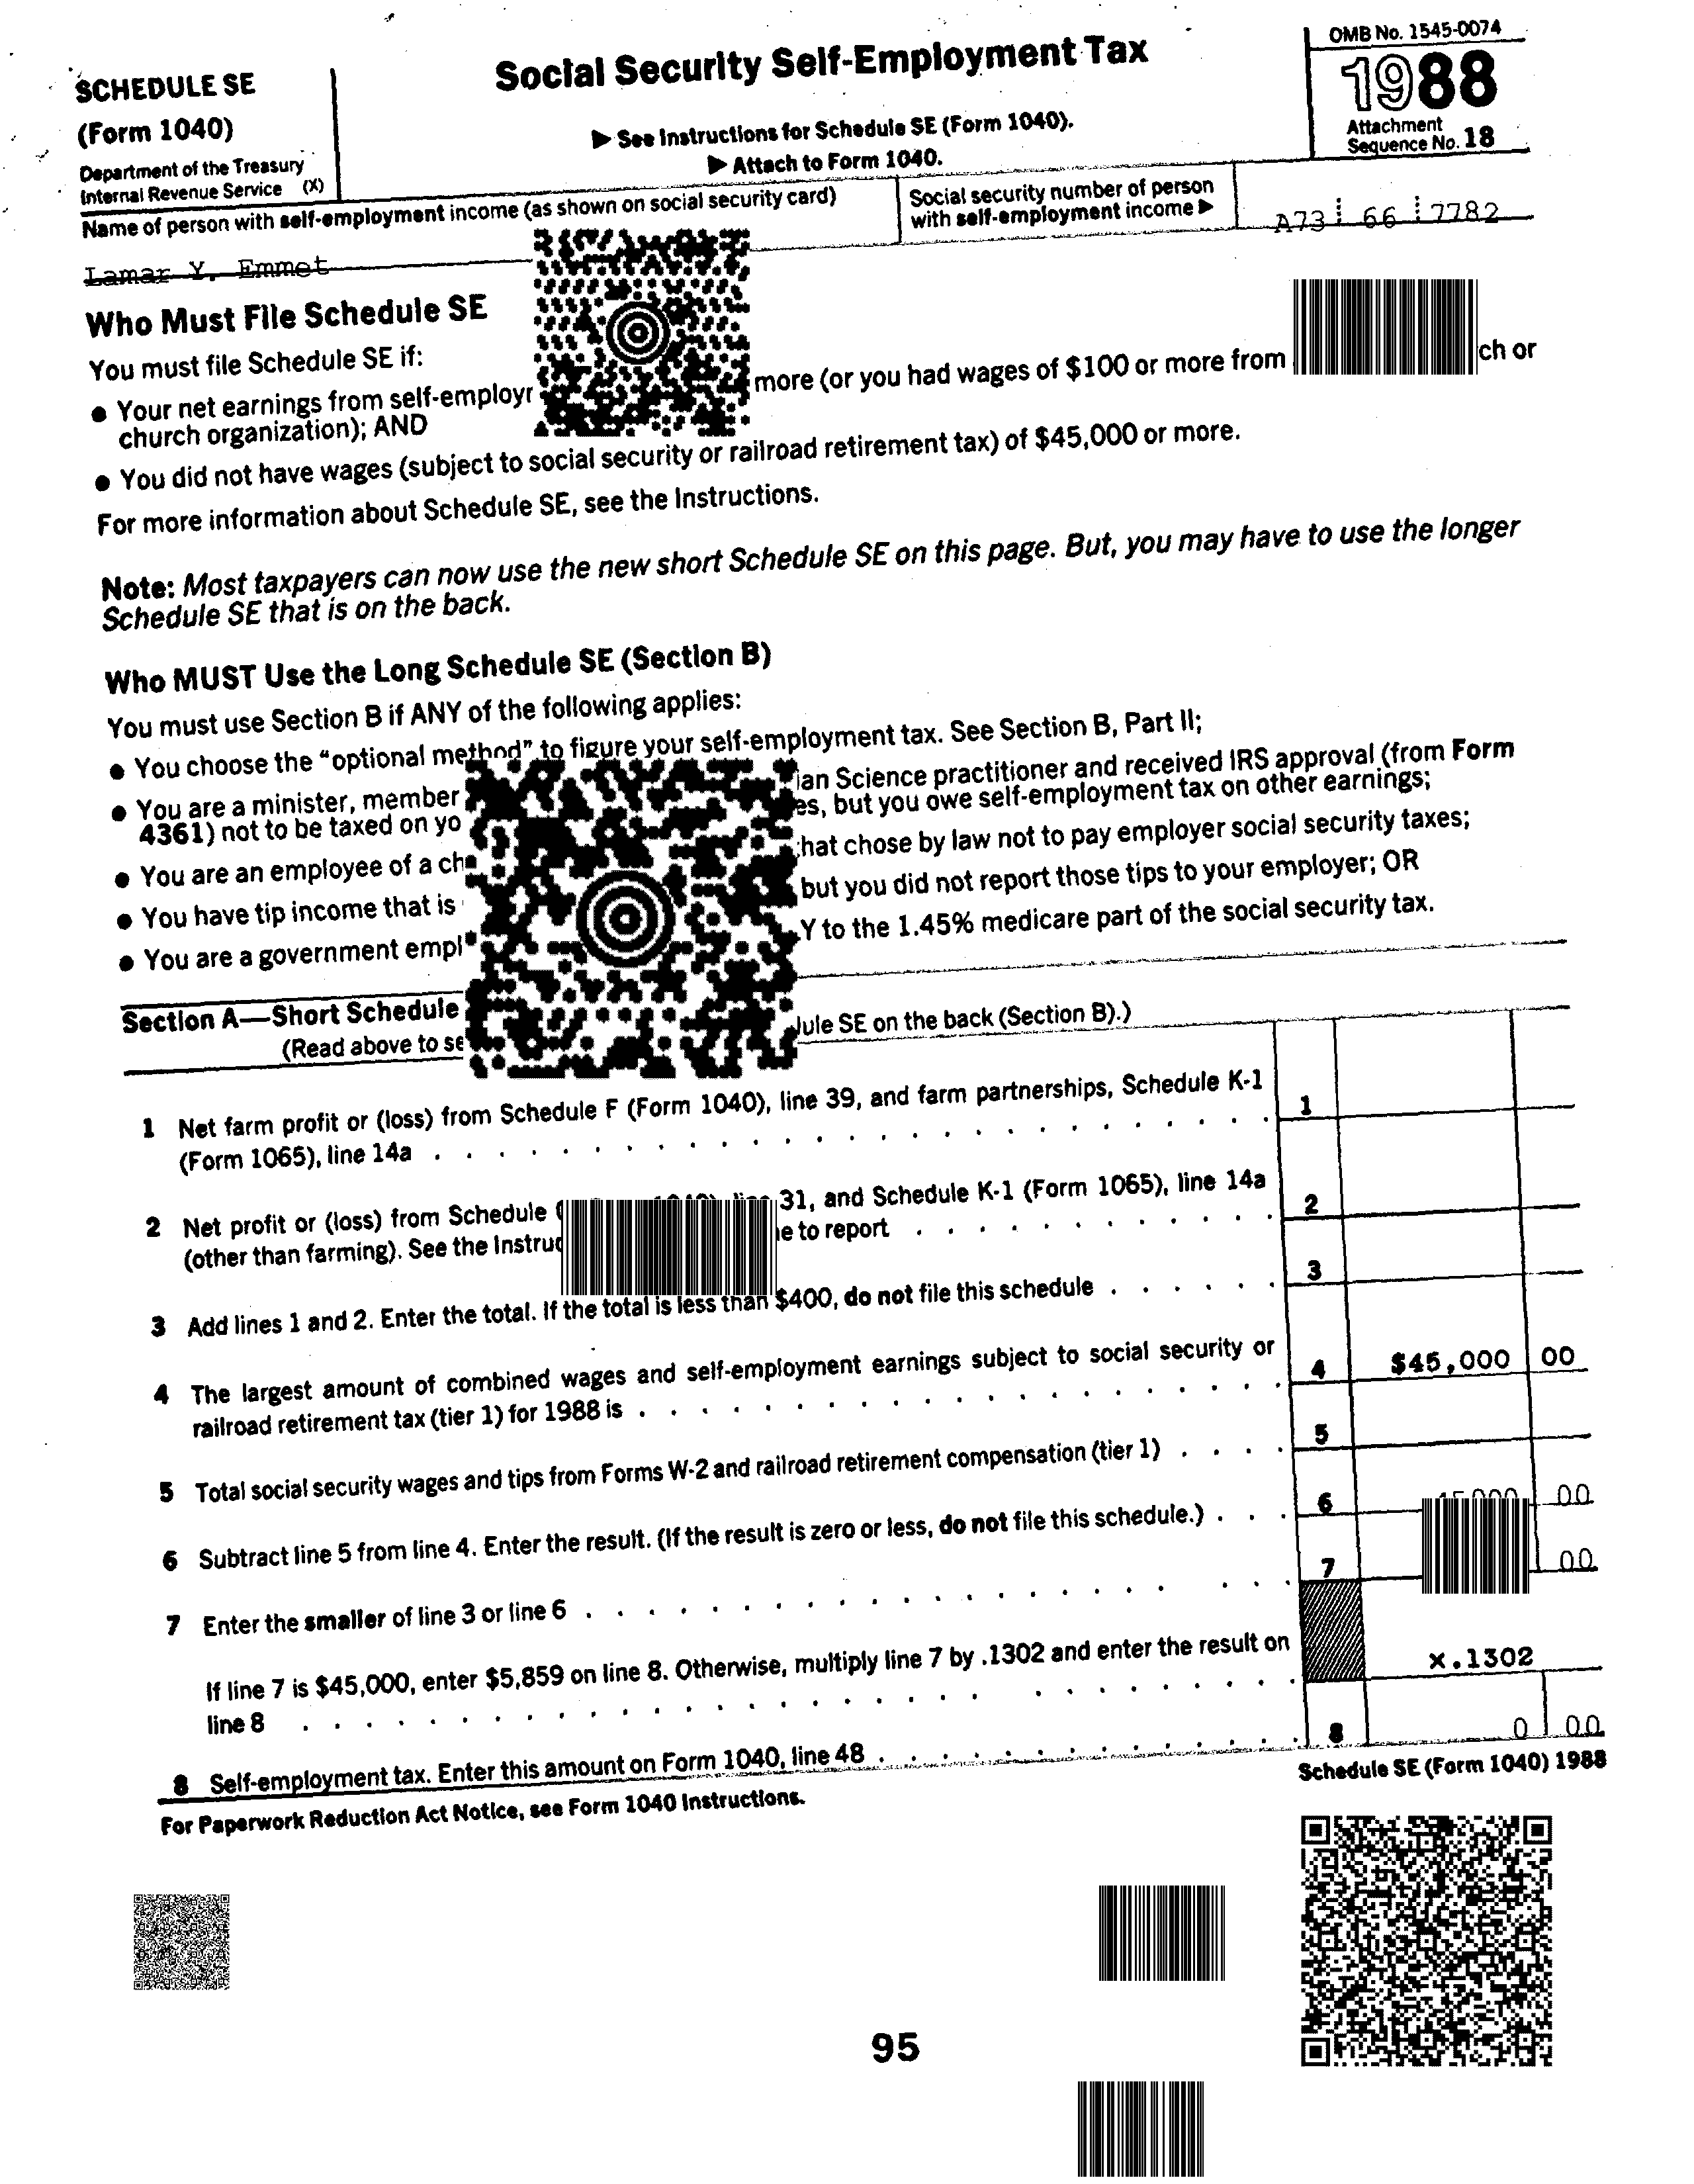 SCHEDULE SE
(Form 1040)
Department of the Treasury
Internal Revenue Service (X)
Social Security Self-Employment Tax
▶ See Instructions for Schedule SE (Form 1040).
▶ Attach to Form 1040.
OMB No. 1545-0074
1988
Attachment
Sequence No. 18
Name of person with self-employment income (as shown on social security card)
Lamar Y. Emmet
Social security number of person
with self-employment income ▶
A73 66 7782
Who Must File Schedule SE
You must file Schedule SE if:
● Your net earnings from self-employ more (or you had wages of $100 or more from ch or
church organization); AND
● You did not have wages (subject to social security or railroad retirement tax) of $45,000 or more.
For more information about Schedule SE, see the Instructions.
Note: Most taxpayers can now use the new short Schedule SE on this page. But, you may have to use the longer
Schedule SE that is on the back.
Who MUST Use the Long Schedule SE (Section B)
You must use Section B if ANY of the following applies:
● You choose the "optional method" to figure your self-employment tax. See Section B, Part II;
● You are a minister, member ian Science practitioner and received IRS approval (from Form
4361) not to be taxed on yo es, but you owe self-employment tax on other earnings;
● You are an employee of a ch hat chose by law not to pay employer social security taxes;
● You have tip income that is but you did not report those tips to your employer; OR
● You are a government empl Y to the 1.45% medicare part of the social security tax.
Section A—Short Schedule
(Read above to se ule SE on the back (Section B).)
1 Net farm profit or (loss) from Schedule F (Form 1040), line 39, and farm partnerships, Schedule K-1
(Form 1065), line 14a . . . 1
2 Net profit or (loss) from Schedule 31, and Schedule K-1 (Form 1065), line 14a
(other than farming). See the Instruc e to report . . . 2
3 Add lines 1 and 2. Enter the total. If the total is less than $400, do not file this schedule . . . 3
4 The largest amount of combined wages and self-employment earnings subject to social security or
railroad retirement tax (tier 1) for 1988 is . . . 4 $45,000 00
5 Total social security wages and tips from Forms W-2 and railroad retirement compensation (tier 1) . . . 5
6 Subtract line 5 from line 4. Enter the result. (If the result is zero or less, do not file this schedule.) . . . 6 00
7 Enter the smaller of line 3 or line 6 . . . 7 00
If line 7 is $45,000, enter $5,859 on line 8. Otherwise, multiply line 7 by .1302 and enter the result on
line 8 . . . x.1302
8 Self-employment tax. Enter this amount on Form 1040, line 48 . . . 8 0 00
For Paperwork Reduction Act Notice, see Form 1040 Instructions.
Schedule SE (Form 1040) 1988
95